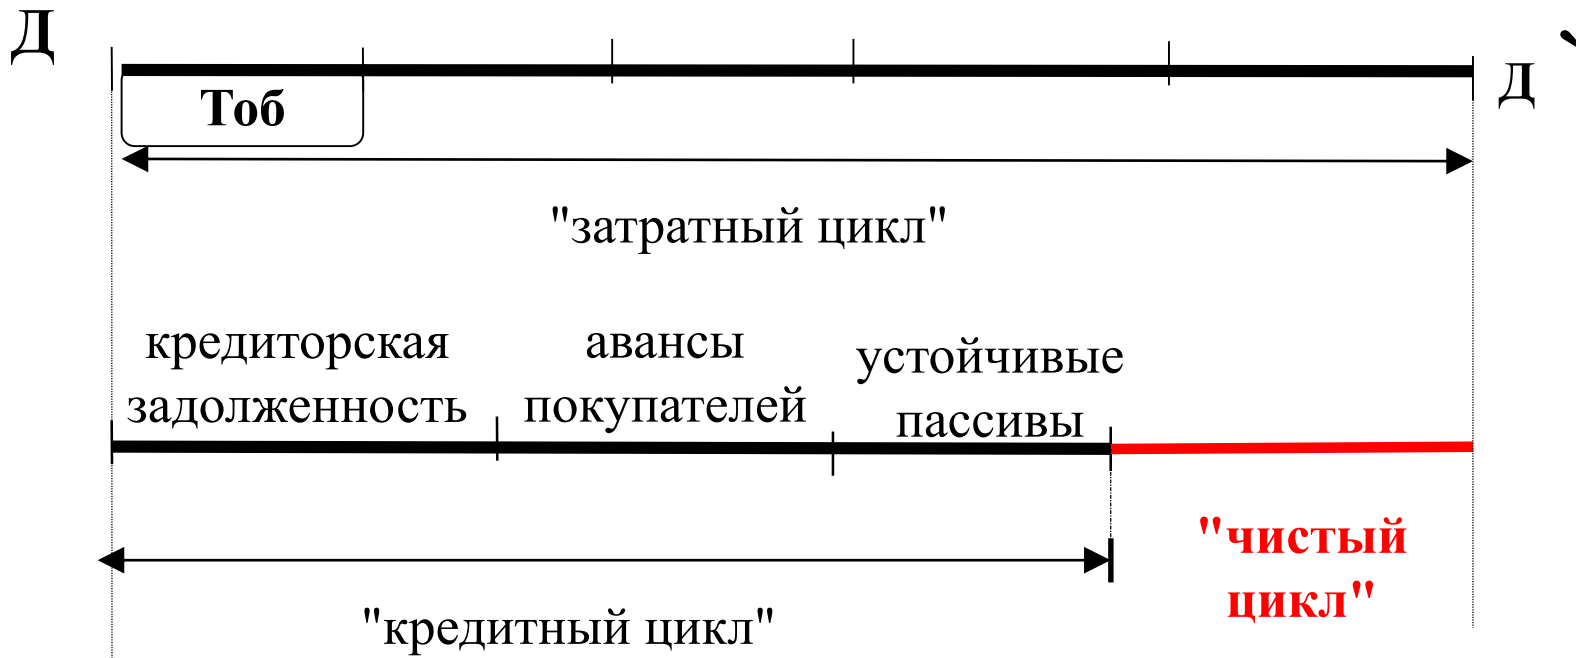 Д
Д`
Тоб
"затратный цикл"
кредиторская
задолженность
авансы
покупателей
устойчивые
пассивы
"чистый
цикл"
"кредитный цикл"